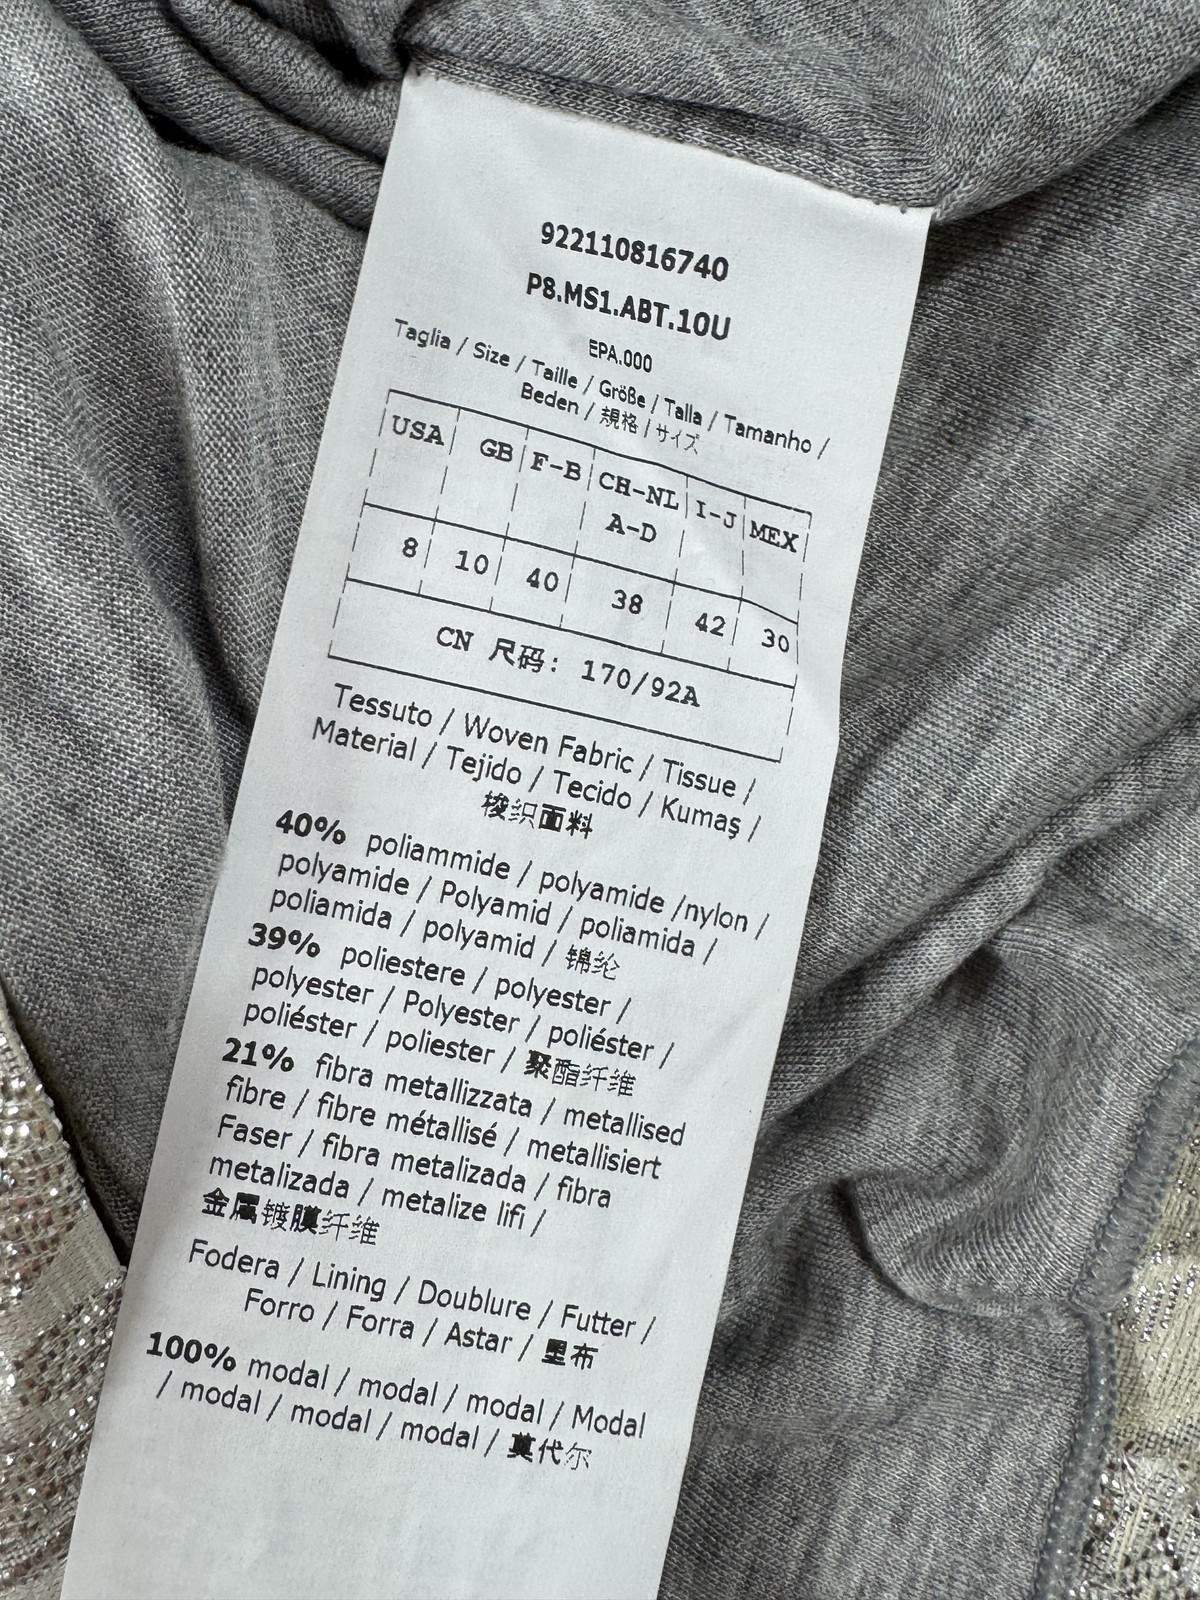 922110816740
P8.MS1.ABT.10U
EPA.000
Taglia / Size / Taille / Größe / Talla / Tamanho /
Beden / 規格 / サイズ
USA GB F-B CH-NL I-J MEX
A-D
8 10 40 38 42 30
CN 尺码: 170/92A
Tessuto / Woven Fabric / Tissue /
Material / Tejido / Tecido / Kumaş /
梭织面料
40% poliammide / polyamide /nylon /
polyamide / Polyamid / poliamida /
poliamida / polyamid / 锦纶
39% poliestere / polyester /
polyester / Polyester / poliéster /
poliéster / poliester / 聚酯纤维
21% fibra metallizzata / metallised
fibre / fibre métallisé / metallisiert
Faser / fibra metalizada / fibra
metalizada / metalize lifi /
金属镀膜纤维
Fodera / Lining / Doublure / Futter /
Forro / Forra / Astar / 里布
100% modal / modal / modal / Modal
/ modal / modal / modal / 莫代尔